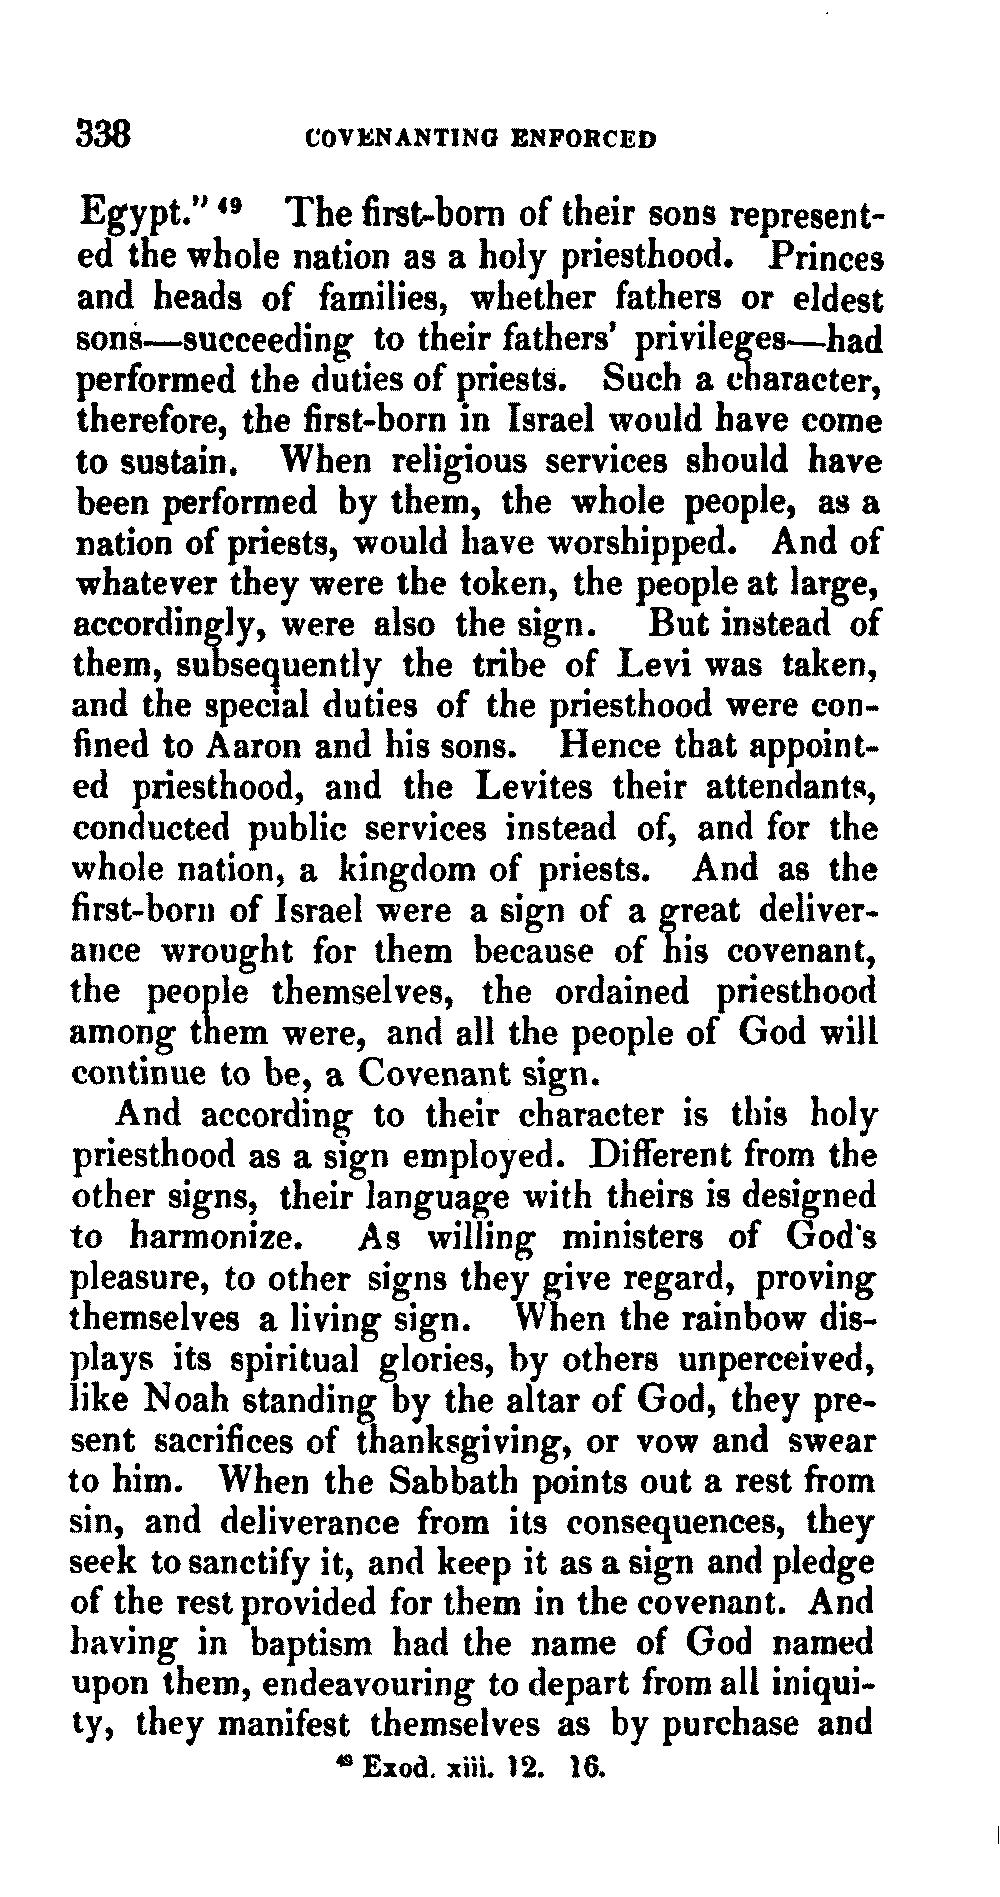 338 COVENANTING ENFORCED
Egypt." 49 The first-born of their sons represent-
ed the whole nation as a holy priesthood. Princes
and heads of families, whether fathers or eldest
sons—succeeding to their fathers' privileges—had
performed the duties of priests. Such a character,
therefore, the first-born in Israel would have come
to sustain. When religious services should have
been performed by them, the whole people, as a
nation of priests, would have worshipped. And of
whatever they were the token, the people at large,
accordingly, were also the sign. But instead of
them, subsequently the tribe of Levi was taken,
and the special duties of the priesthood were con-
fined to Aaron and his sons. Hence that appoint-
ed priesthood, and the Levites their attendants,
conducted public services instead of, and for the
whole nation, a kingdom of priests. And as the
first-born of Israel were a sign of a great deliver-
ance wrought for them because of his covenant,
the people themselves, the ordained priesthood
among them were, and all the people of God will
continue to be, a Covenant sign.
And according to their character is this holy
priesthood as a sign employed. Different from the
other signs, their language with theirs is designed
to harmonize. As willing ministers of God's
pleasure, to other signs they give regard, proving
themselves a living sign. When the rainbow dis-
plays its spiritual glories, by others unperceived,
like Noah standing by the altar of God, they pre-
sent sacrifices of thanksgiving, or vow and swear
to him. When the Sabbath points out a rest from
sin, and deliverance from its consequences, they
seek to sanctify it, and keep it as a sign and pledge
of the rest provided for them in the covenant. And
having in baptism had the name of God named
upon them, endeavouring to depart from all iniqui-
ty, they manifest themselves as by purchase and
49 Exod. xiii. 12. 16.